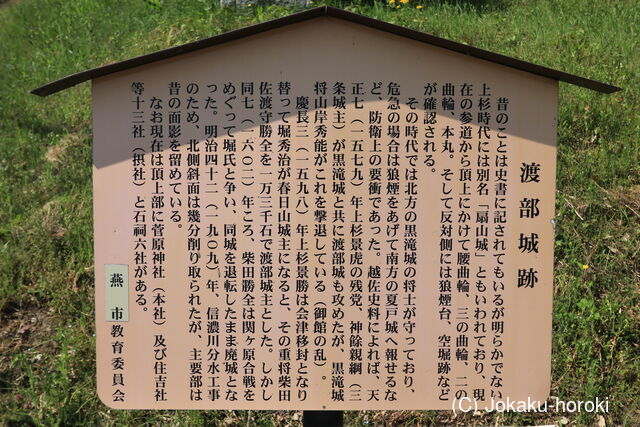 渡部城跡
昔のことは史書に記されてもいるが明らかでない。
上杉時代には別名「扇山城」ともいわれており、現
在の参道から頂上にかけて腰曲輪、三の曲輪、二の
曲輪、本丸。そして反対側には狼煙台、空堀跡など
が確認される。
その時代では北方の黒滝城の将士が守っており、
危急の場合は狼煙をあげて南方の夏戸城へ報せるな
ど、防衛上の要衝であった。越佐史料によれば、天
正七（一五七九）年上杉景虎の残党、神餘親綱（三
条城主）が黒滝城と共に渡部城も攻めたが、黒滝城
将山岸秀能がこれを撃退している（御館の乱）。
慶長三（一五九八）年上杉景勝は会津移封となり
替って堀秀治が春日山城主になると、その重将柴田
佐渡守勝全を一万三千石で渡部城主とした。しかし
同七（一六〇二）年ころ、柴田勝全は関ヶ原合戦を
めぐって堀氏と争い、同城を退転したまま廃城とな
った。明治四十二（一九〇九）年、信濃川分水工事
のため、北側斜面は幾分削り取られたが、主要部は
昔の面影を留めている。
なお現在は頂上部に菅原神社（本社）及び住吉社
等十三社（摂社）と石祠六社がある。
燕市教育委員会
(C) Jokaku-horoki